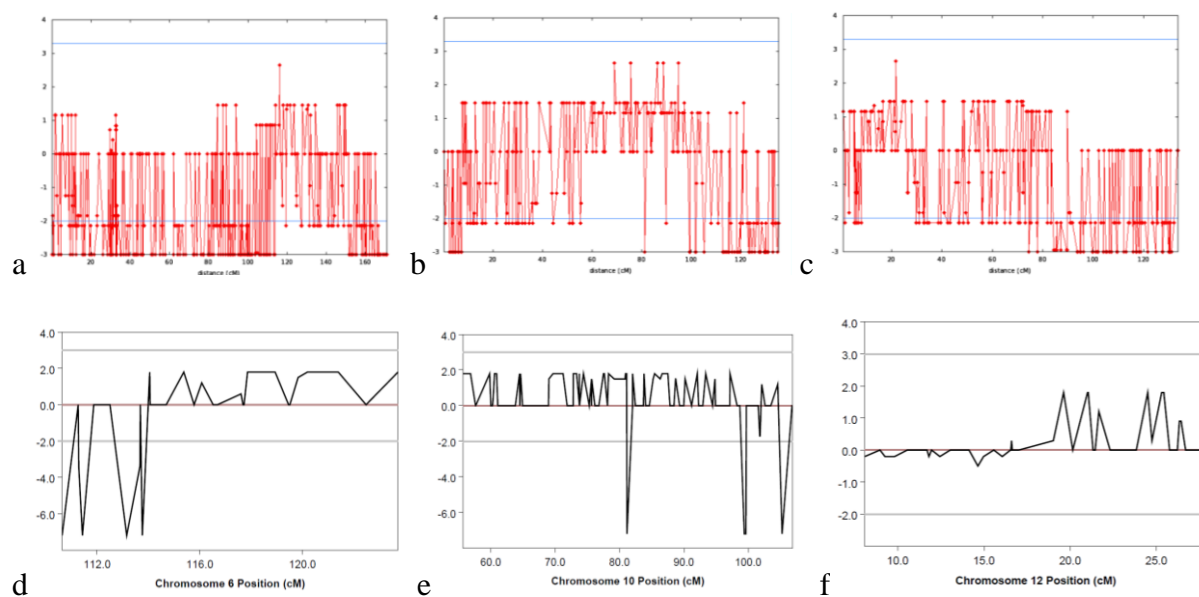 4
3
2
1
0
-1
-2
-3
20 40 60 80 100 120 140 160
distance (cM)
a
4
3
2
1
0
-1
-2
-3
20 40 60 80 100 120
distance (cM)
b
4
3
2
1
0
-1
-2
-3
20 40 60 80 100 120
distance (cM)
c
4.0
2.0
0.0
-2.0
-4.0
-6.0
112.0 116.0 120.0
Chromosome 6 Position (cM)
d
4.0
2.0
0.0
-2.0
-4.0
-6.0
60.0 70.0 80.0 90.0 100.0
Chromosome 10 Position (cM)
e
4.0
3.0
2.0
1.0
0.0
-1.0
-2.0
10.0 15.0 20.0 25.0
Chromosome 12 Position (cM)
f